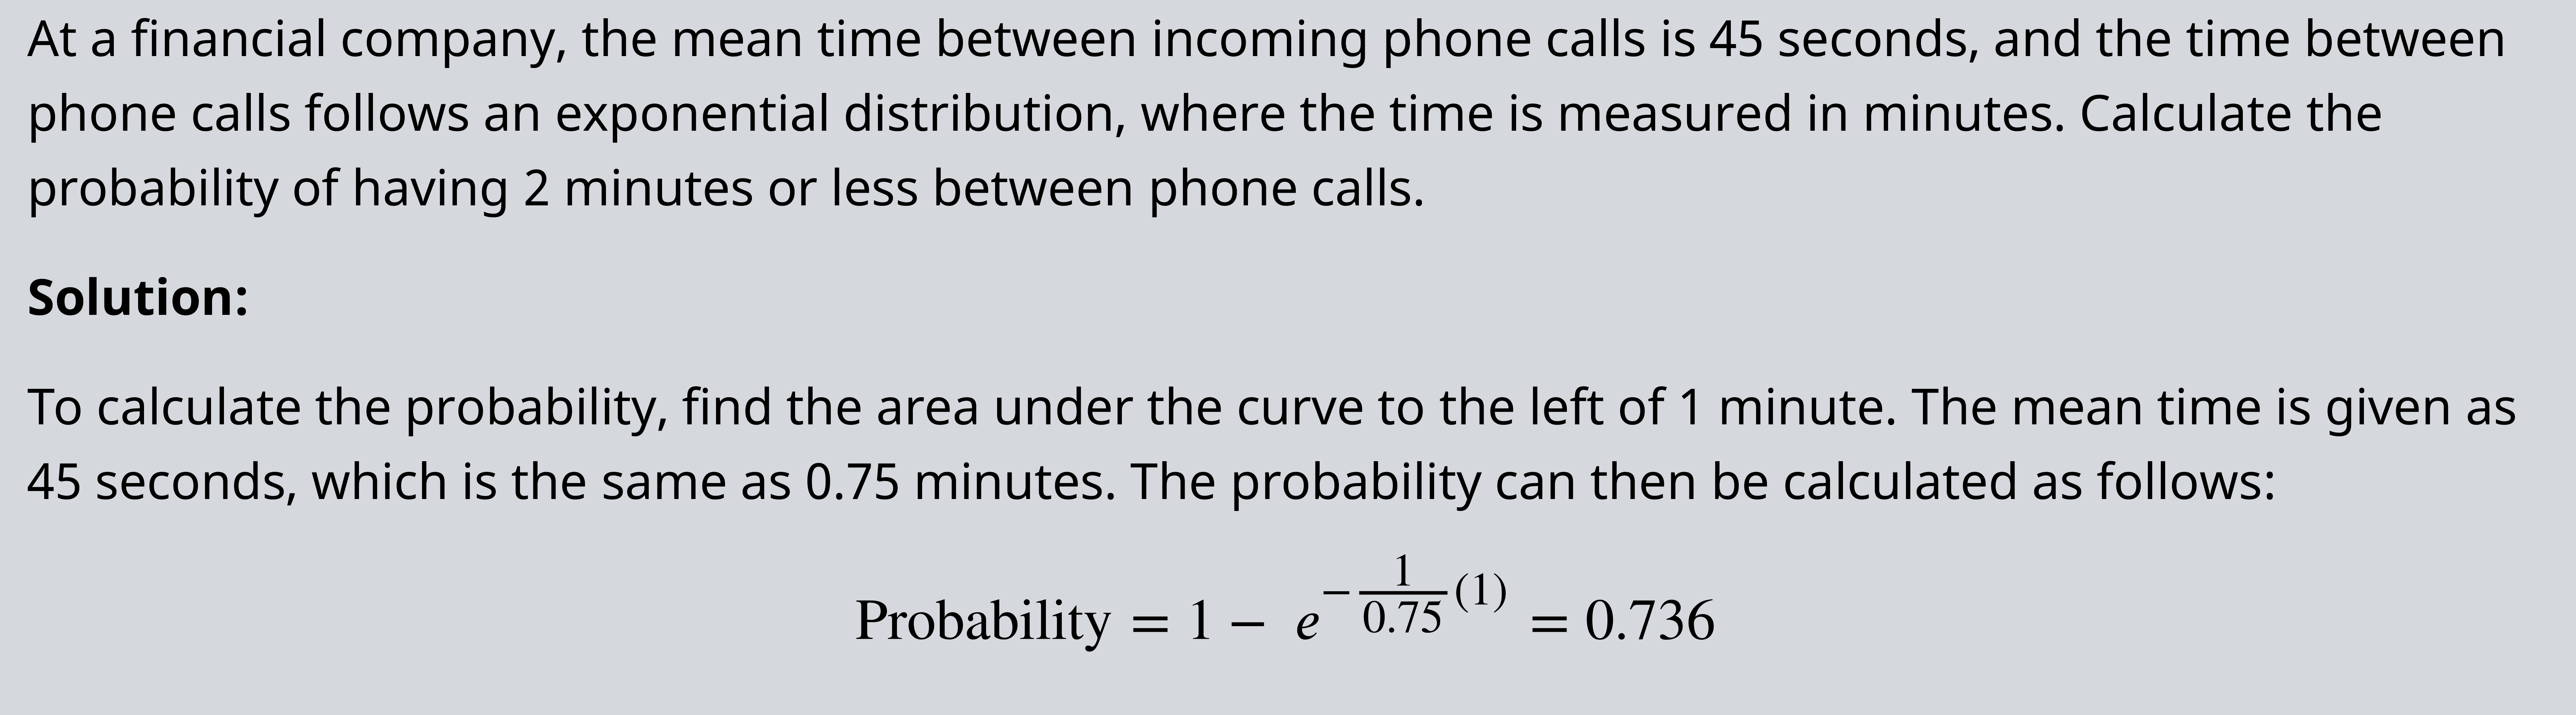 At a financial company, the mean time between incoming phone calls is 45 seconds, and the time between
phone calls follows an exponential distribution, where the time is measured in minutes. Calculate the
probability of having 2 minutes or less between phone calls.
Solution:
To calculate the probability, find the area under the curve to the left of 1 minute. The mean time is given as
45 seconds, which is the same as 0.75 minutes. The probability can then be calculated as follows:
Probability = 1 − e^{−\frac{1}{0.75}(1)} = 0.736